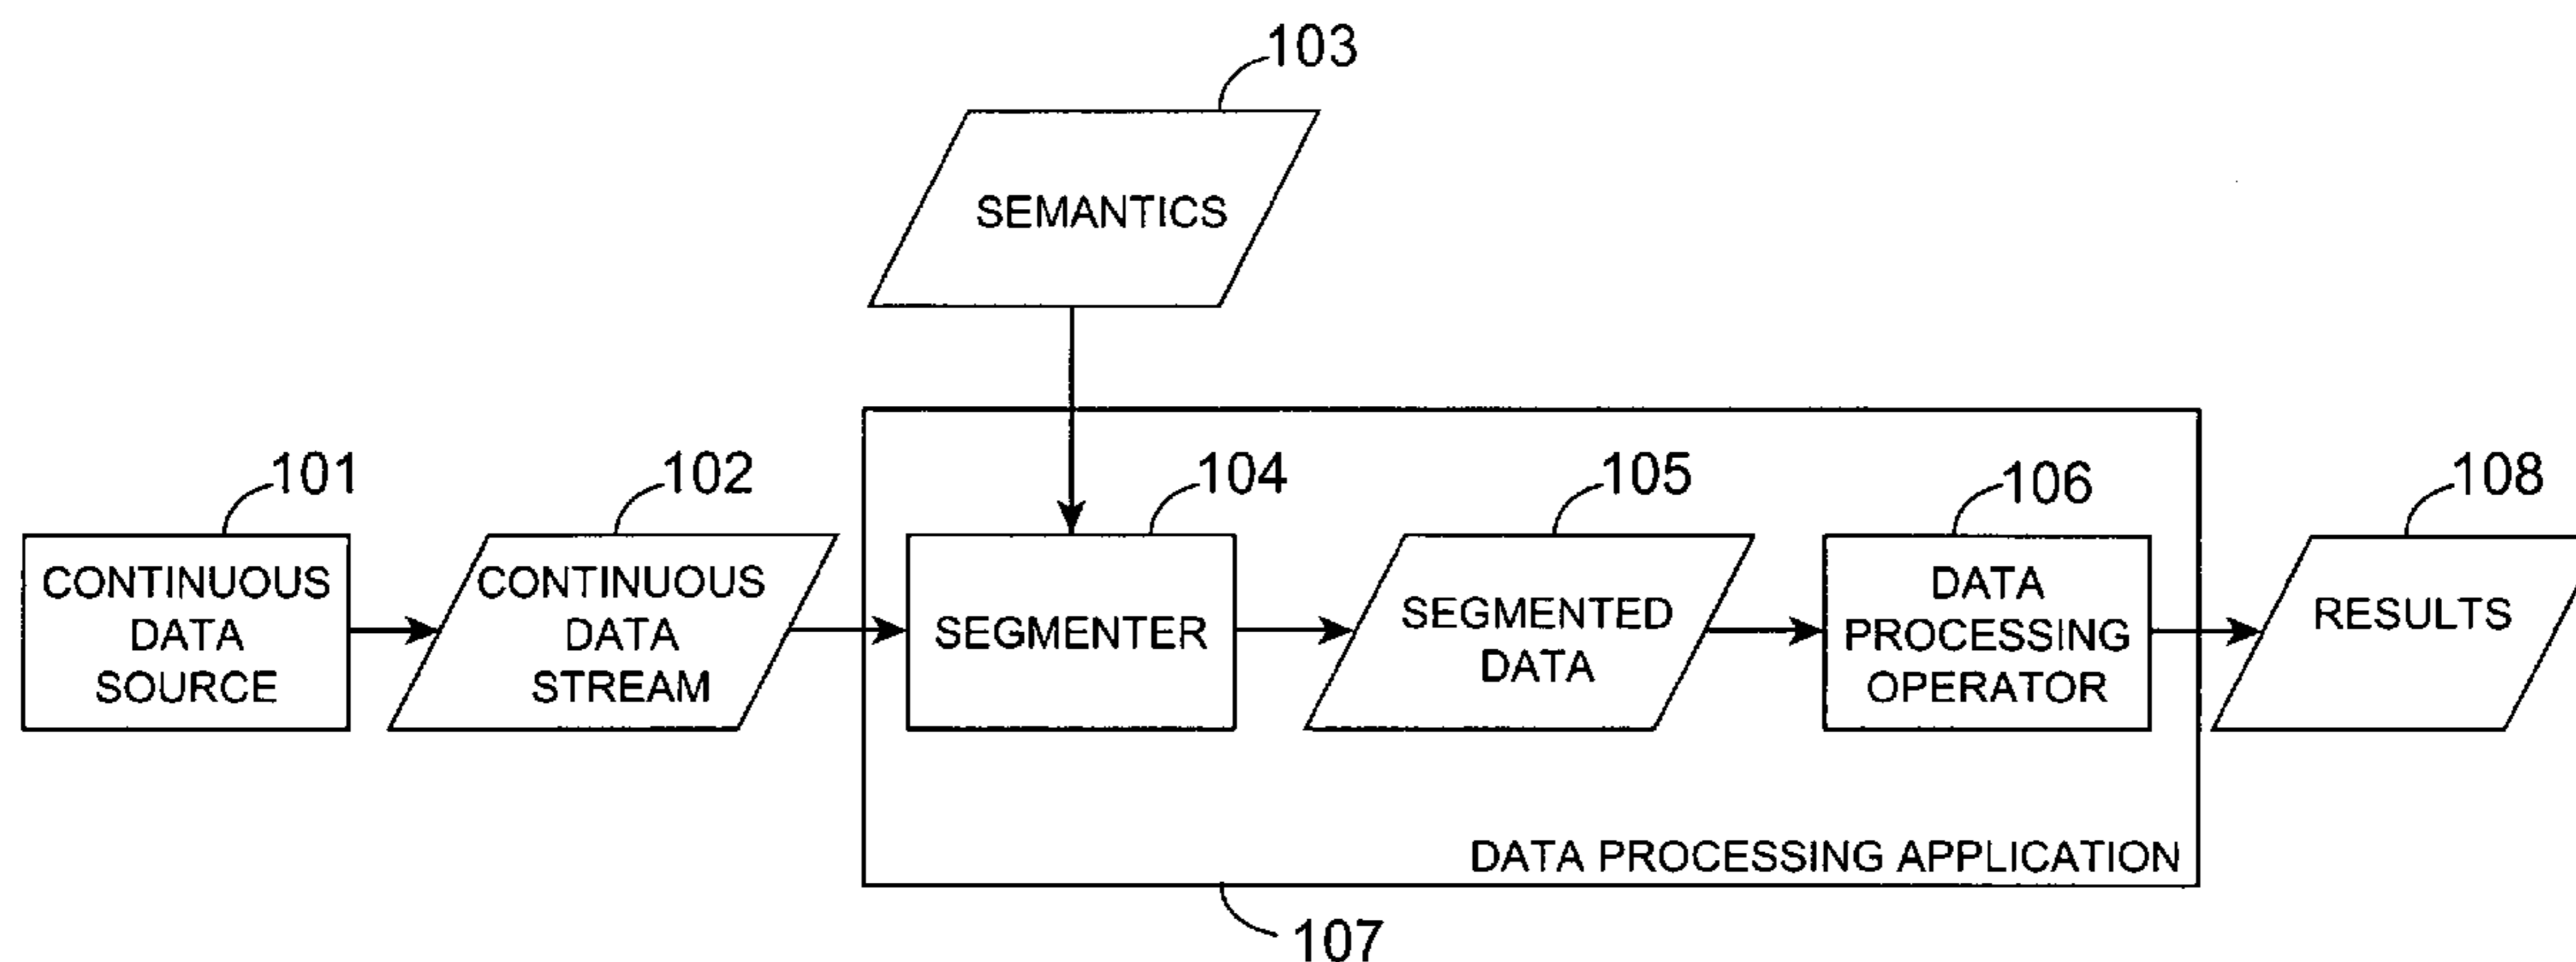 103
SEMANTICS
101
102
104
105
106
108
CONTINUOUS
DATA
SOURCE
CONTINUOUS
DATA
STREAM
SEGMENTER
SEGMENTED
DATA
DATA
PROCESSING
OPERATOR
RESULTS
DATA PROCESSING APPLICATION
107